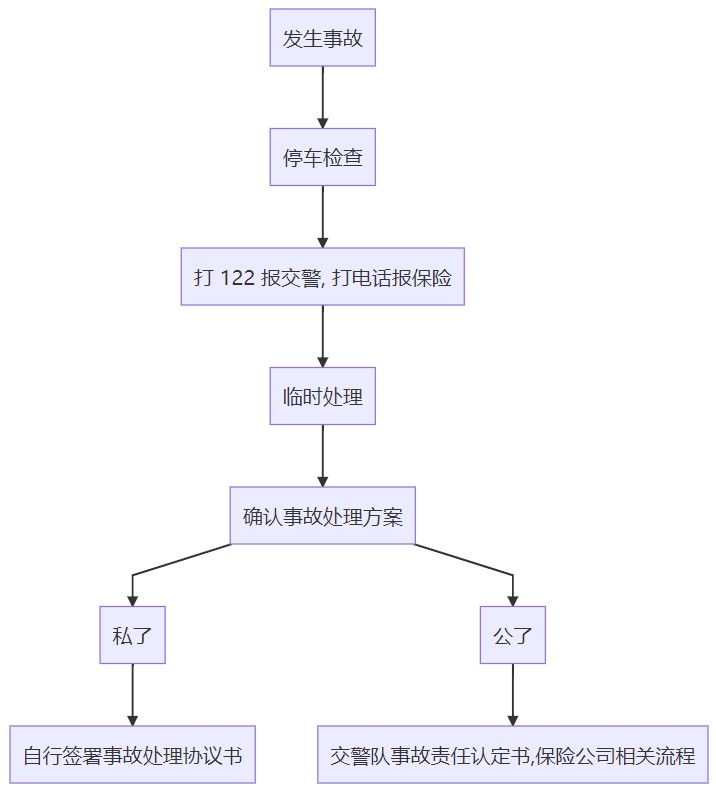 发生事故
停车检查
打 122 报交警, 打电话报保险
临时处理
确认事故处理方案
私了
公了
自行签署事故处理协议书
交警队事故责任认定书,保险公司相关流程